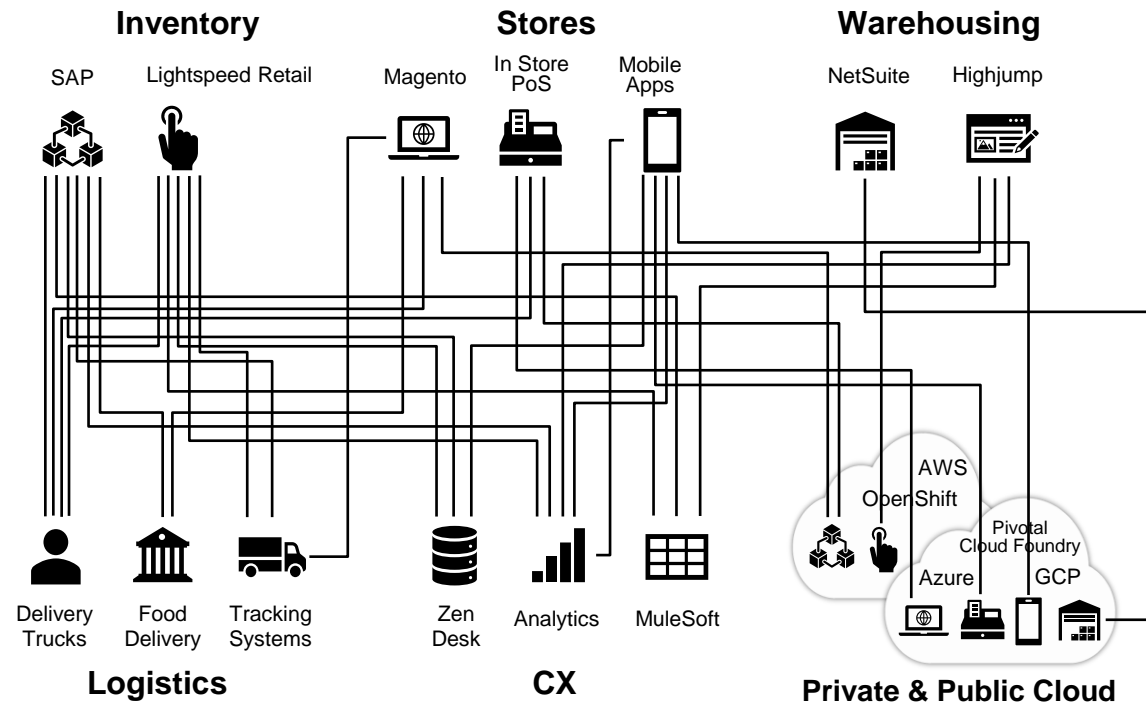 Inventory
Stores
Warehousing
SAP
Lightspeed Retail
Magento
In Store
PoS
Mobile
Apps
NetSuite
Highjump
AWS
OpenShift
Pivotal
Cloud Foundry
Azure
GCP
Delivery
Trucks
Food
Delivery
Tracking
Systems
Zen
Desk
Analytics
MuleSoft
Logistics
CX
Private & Public Cloud